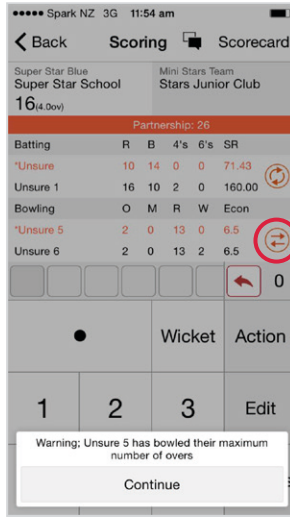 Spark NZ 3G 11:54 am
Back Scoring Scorecard
Super Star Blue Mini Stars Team
Super Star School Stars Junior Club
16(4.0ov)
Partnership: 26
Batting R B 4's 6's SR
*Unsure 10 14 0 0 71.43
Unsure 1 16 10 2 0 160.00
Bowling O M R W Econ
*Unsure 5 2 0 13 0 6.5
Unsure 6 2 0 13 2 6.5
0
Wicket Action
1 2 3 Edit
Warning; Unsure 5 has bowled their maximum
number of overs
Continue